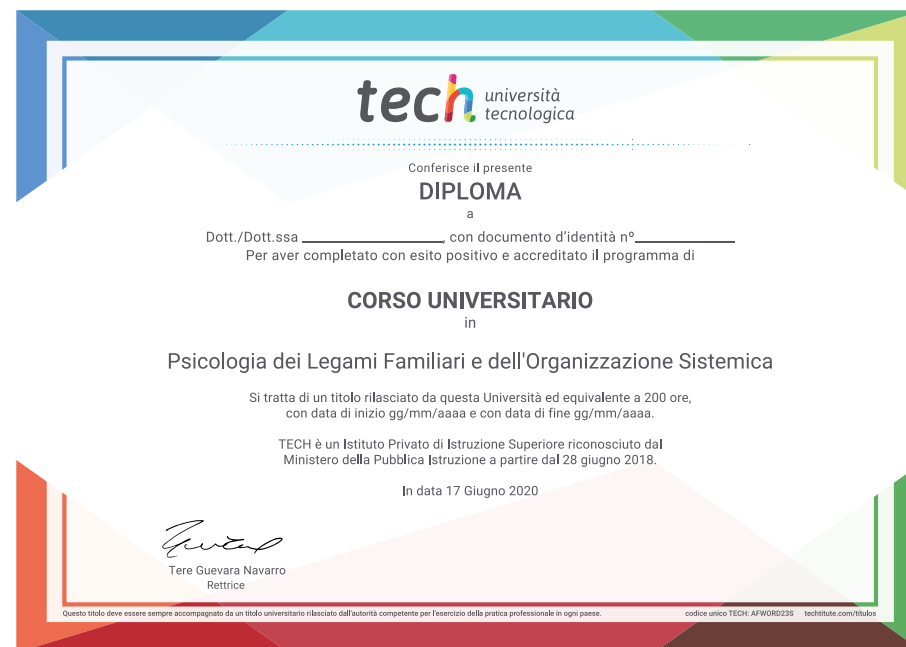 tech università
tecnologica
Conferisce il presente
DIPLOMA
a
Dott./Dott.ssa ________________, con documento d'identità nº____________
Per aver completato con esito positivo e accreditato il programma di
CORSO UNIVERSITARIO
in
Psicologia dei Legami Familiari e dell'Organizzazione Sistemica
Si tratta di un titolo rilasciato da questa Università ed equivalente a 200 ore,
con data di inizio gg/mm/aaaa e con data di fine gg/mm/aaaa.
TECH è un Istituto Privato di Istruzione Superiore riconosciuto dal
Ministero della Pubblica Istruzione a partire dal 28 giugno 2018.
In data 17 Giugno 2020
Tere Guevara Navarro
Rettrice
Questo titolo deve essere sempre accompagnato da un titolo universitario rilasciato dall'autorità competente per l'esercizio della pratica professionale in ogni paese. codice unico TECH: AFWORD23S techtitute.com/títulos